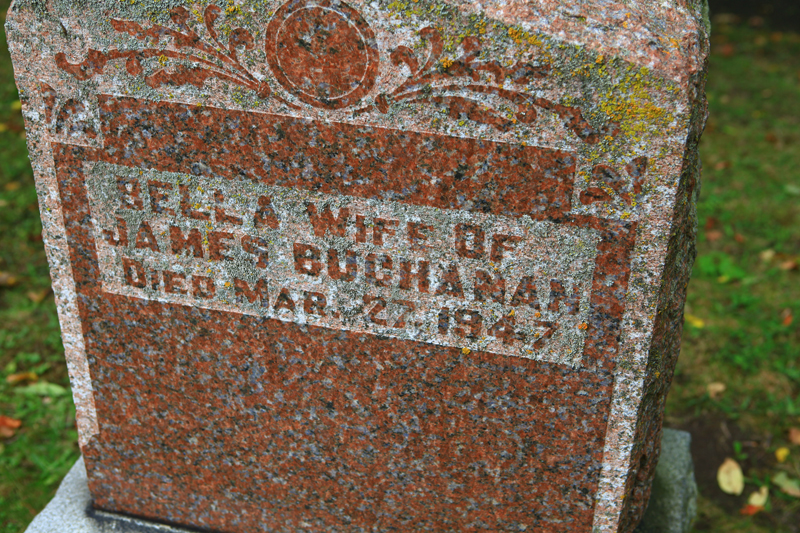 BELLA WIFE OF
JAMES BUCHANAN
DIED MAR. 27, 1947